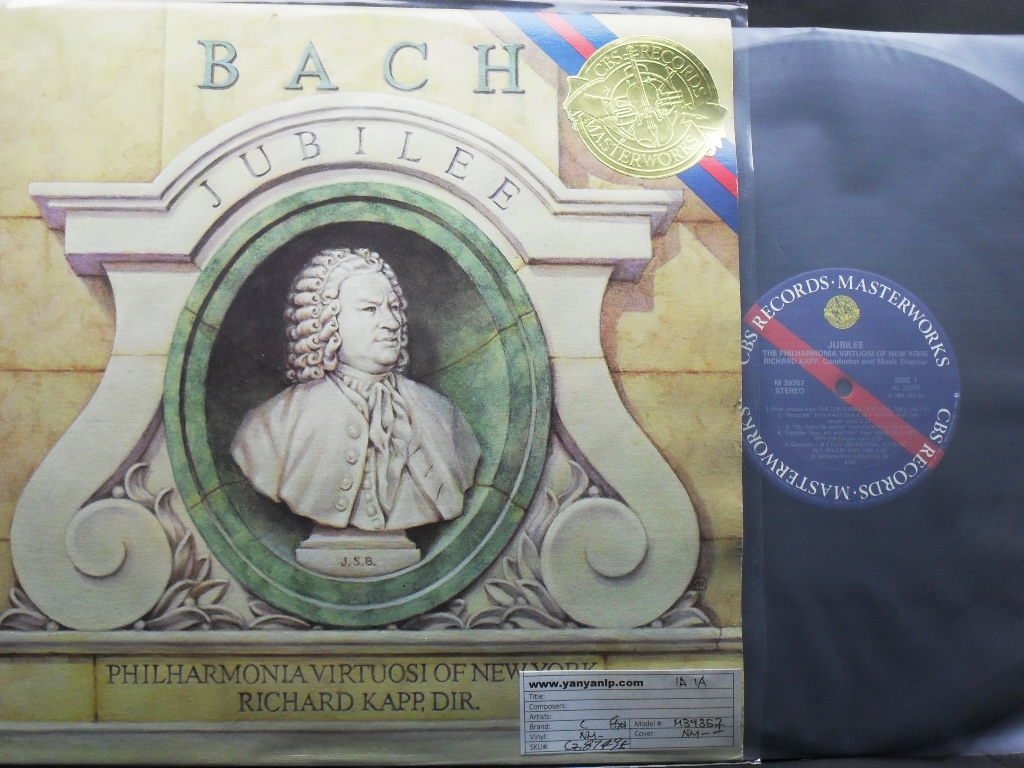 BACH
JUBILEE
CBS RECORDS
MASTERWORKS
J.S.B.
PHILHARMONIA VIRTUOSI OF NEW YORK
RICHARD KAPP, DIR.
www.yanyanlp.com 1A 1A
Title:
Composers:
Artists:
Brand: C
Model #: M39357
Vinyl: NM-
Cover: NM--
SKU#:
CBS RECORDS · MASTERWORKS
CBS RECORDS · MASTERWORKS
JUBILEE
THE PHILHARMONIA VIRTUOSI OF NEW YORK
RICHARD KAPP, Conductor and Music Director
M 39357
STEREO
SIDE 1
AL 39357